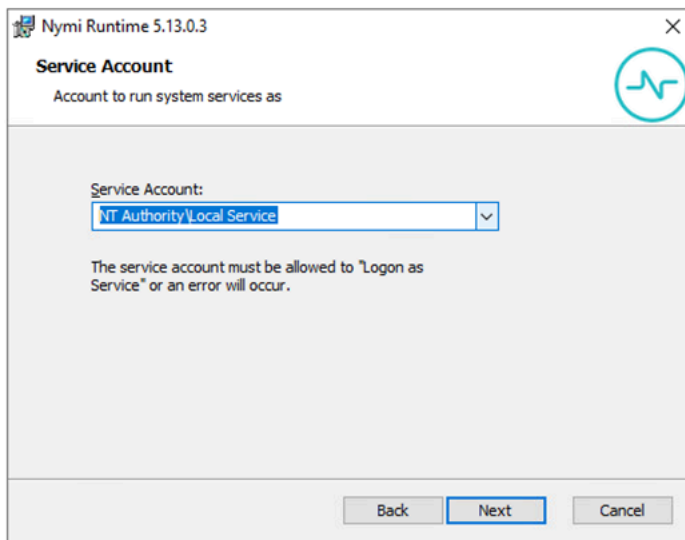 Nymi Runtime 5.13.0.3
Service Account
Account to run system services as
Service Account:
NT Authority\Local Service
The service account must be allowed to "Logon as
Service" or an error will occur.
Back Next Cancel